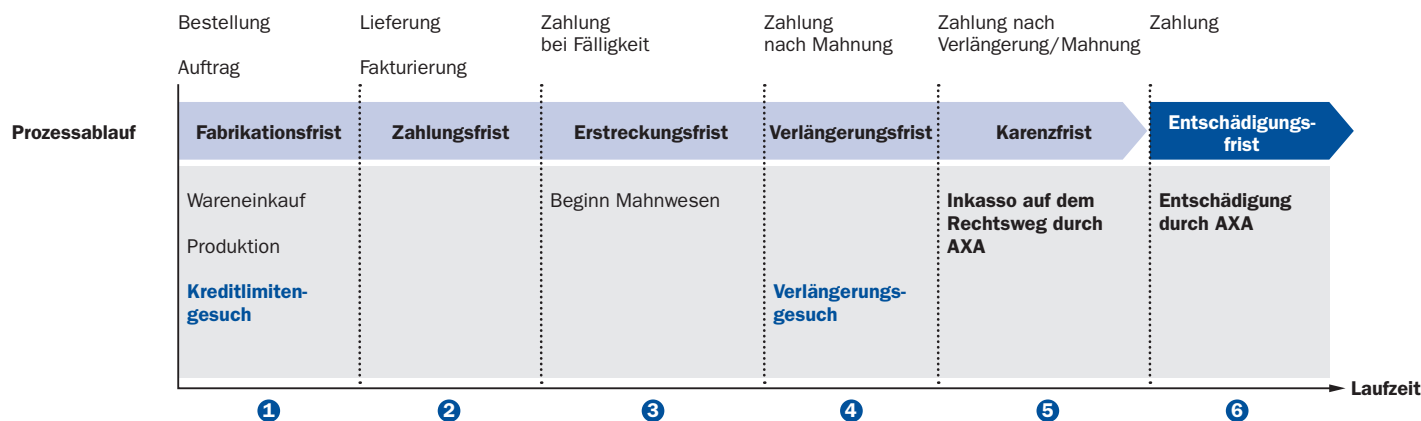 Bestellung
Auftrag
Lieferung
Fakturierung
Zahlung
bei Fälligkeit
Zahlung
nach Mahnung
Zahlung nach
Verlängerung/Mahnung
Zahlung
Prozessablauf
Fabrikationsfrist
Zahlungsfrist
Erstreckungsfrist
Verlängerungsfrist
Karenzfrist
Entschädigungs-
frist
Wareneinkauf
Produktion
Kreditlimiten-
gesuch
Beginn Mahnwesen
Verlängerungs-
gesuch
Inkasso auf dem
Rechtsweg durch
AXA
Entschädigung
durch AXA
Laufzeit
1
2
3
4
5
6